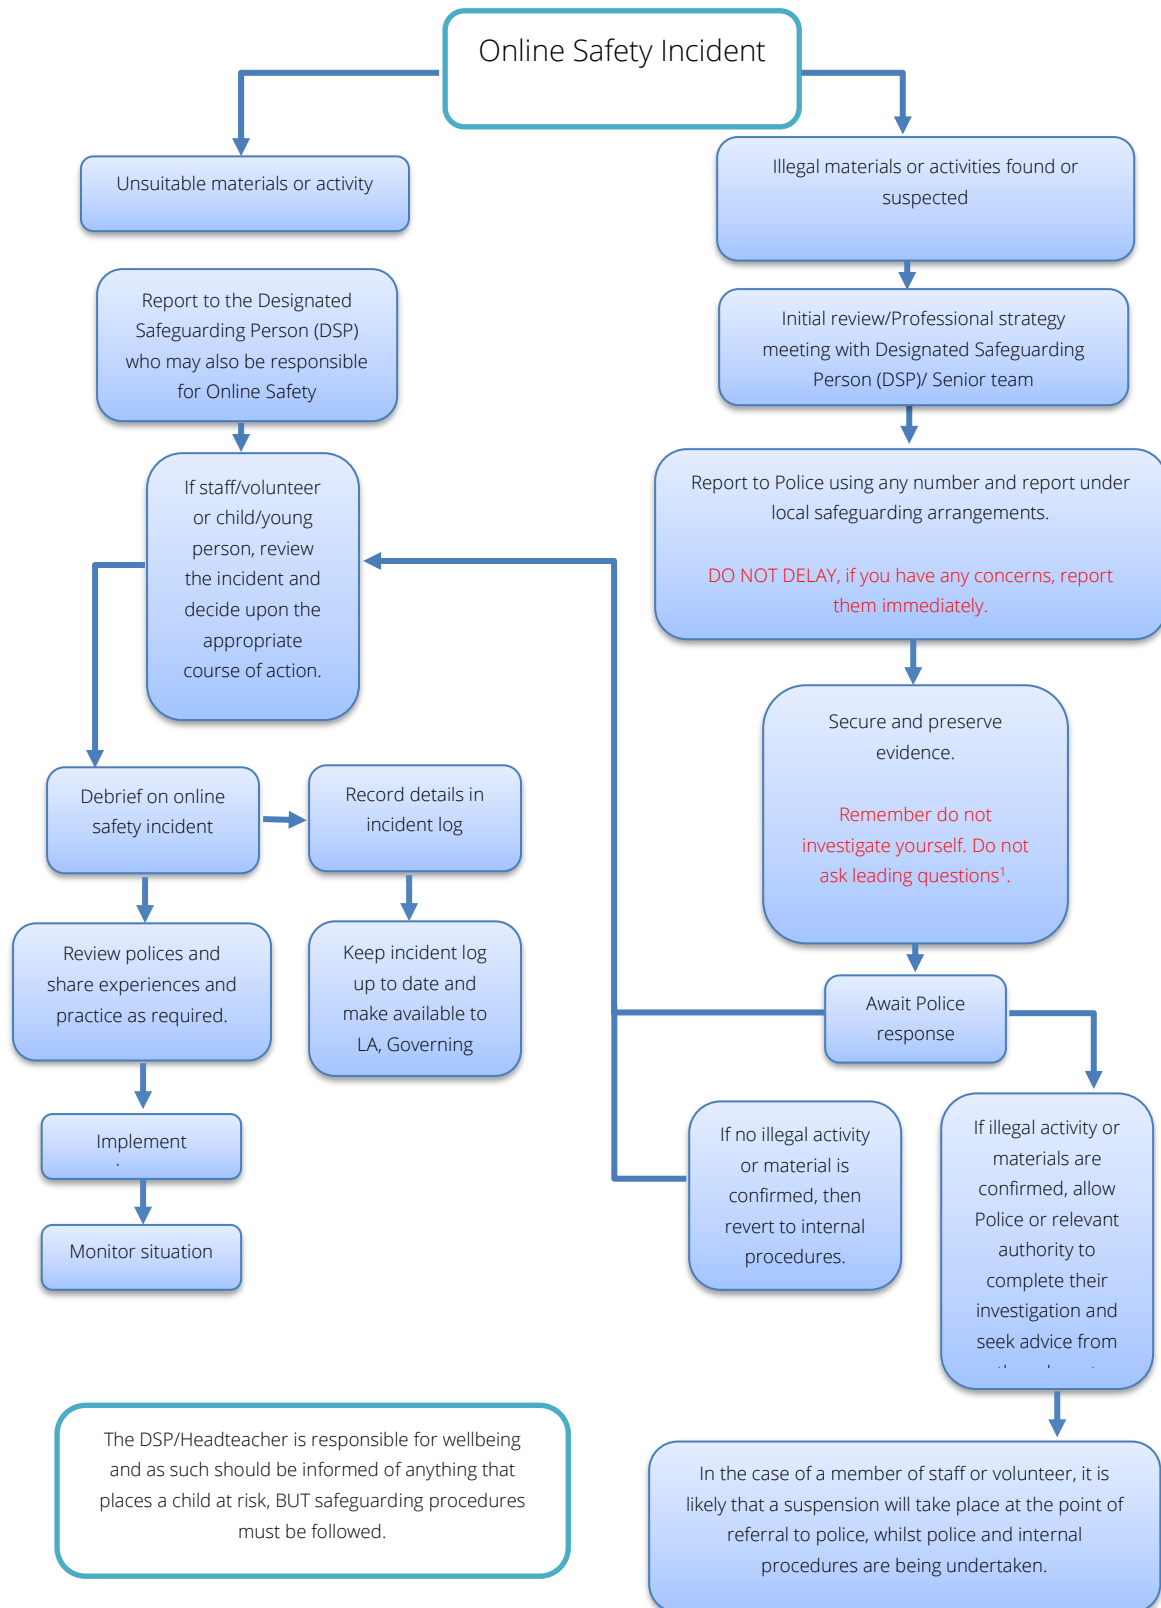 Online Safety Incident
Unsuitable materials or activity
Illegal materials or activities found or
suspected
Report to the Designated
Safeguarding Person (DSP)
who may also be responsible
for Online Safety
Initial review/Professional strategy
meeting with Designated Safeguarding
Person (DSP)/ Senior team
If staff/volunteer
or child/young
person, review
the incident and
decide upon the
appropriate
course of action.
Report to Police using any number and report under
local safeguarding arrangements.
DO NOT DELAY, if you have any concerns, report
them immediately.
Secure and preserve
evidence.
Remember do not
investigate yourself. Do not
ask leading questions¹.
Debrief on online
safety incident
Record details in
incident log
Review polices and
share experiences and
practice as required.
Keep incident log
up to date and
make available to
LA, Governing
Await Police
response
Implement
Monitor situation
If no illegal activity
or material is
confirmed, then
revert to internal
procedures.
If illegal activity or
materials are
confirmed, allow
Police or relevant
authority to
complete their
investigation and
seek advice from
The DSP/Headteacher is responsible for wellbeing
and as such should be informed of anything that
places a child at risk, BUT safeguarding procedures
must be followed.
In the case of a member of staff or volunteer, it is
likely that a suspension will take place at the point of
referral to police, whilst police and internal
procedures are being undertaken.